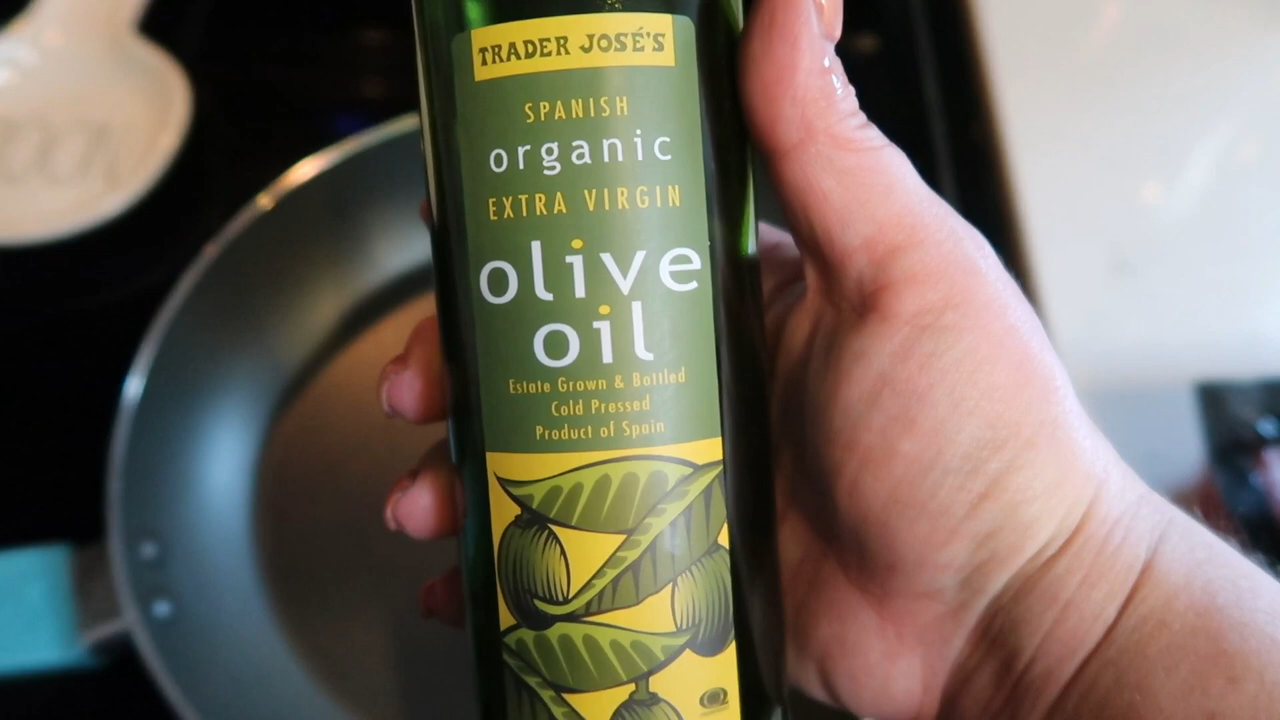 TRADER JOSÉ'S
SPANISH
organic
EXTRA VIRGIN
olive
oil
Estate Grown & Bottled
Cold Pressed
Product of Spain